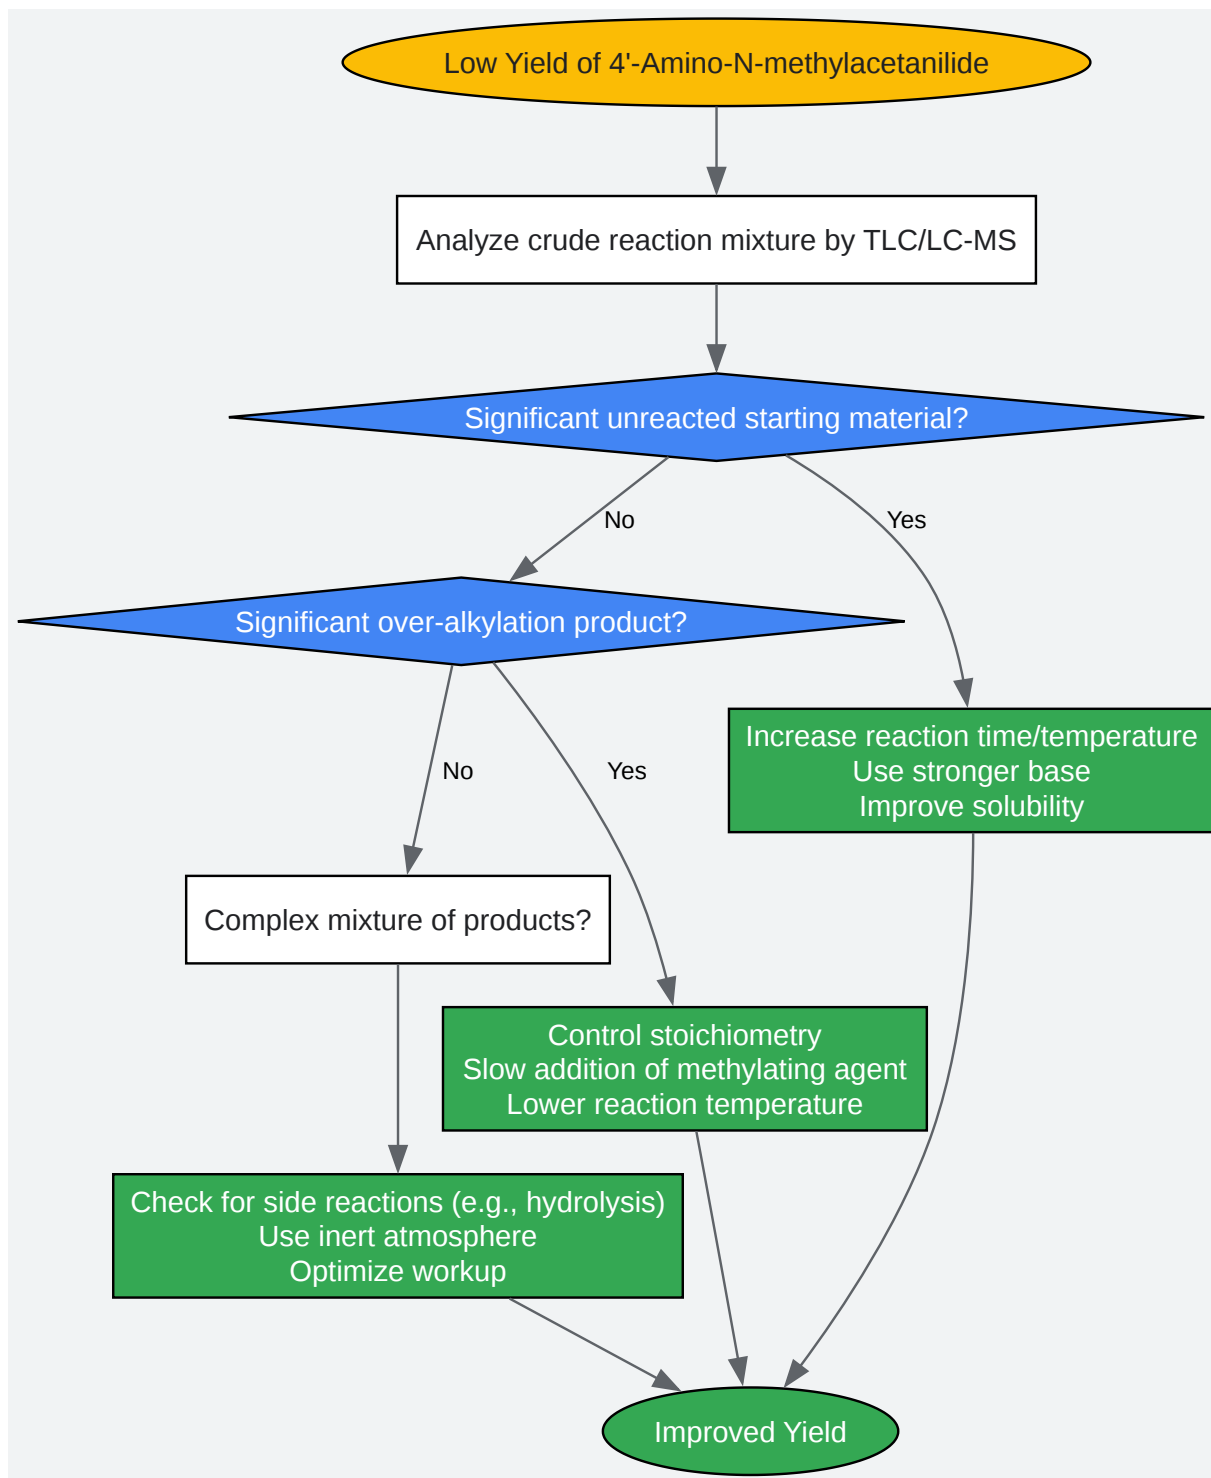 Low Yield of 4'-Amino-N-methylacetanilide
Analyze crude reaction mixture by TLC/LC-MS
Significant unreacted starting material?
No
Yes
Significant over-alkylation product?
Increase reaction time/temperature
Use stronger base
Improve solubility
No
Yes
Complex mixture of products?
Control stoichiometry
Slow addition of methylating agent
Lower reaction temperature
Check for side reactions (e.g., hydrolysis)
Use inert atmosphere
Optimize workup
Improved Yield